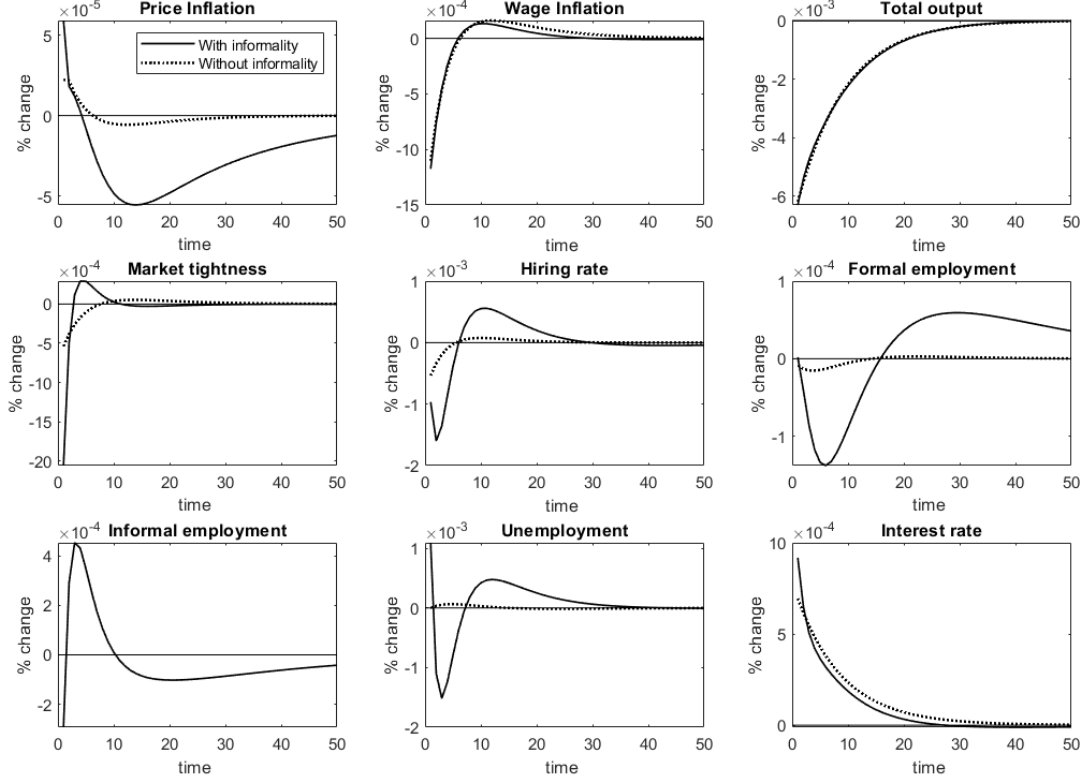 Price Inflation
×10⁻⁵
5
0
-5
% change
With informality
Without informality
0 10 20 30 40 50
time
Wage Inflation
×10⁻⁴
0
-5
-10
-15
% change
0 10 20 30 40 50
time
Total output
×10⁻³
0
-2
-4
-6
% change
0 10 20 30 40 50
time
Market tightness
×10⁻⁴
0
-5
-10
-15
-20
% change
0 10 20 30 40 50
time
Hiring rate
×10⁻³
1
0
-1
-2
% change
0 10 20 30 40 50
time
Formal employment
×10⁻⁴
1
0
-1
% change
0 10 20 30 40 50
time
Informal employment
×10⁻⁴
4
2
0
-2
% change
0 10 20 30 40 50
time
Unemployment
×10⁻³
1
0
-1
-2
% change
0 10 20 30 40 50
time
Interest rate
×10⁻⁴
10
5
0
% change
0 10 20 30 40 50
time